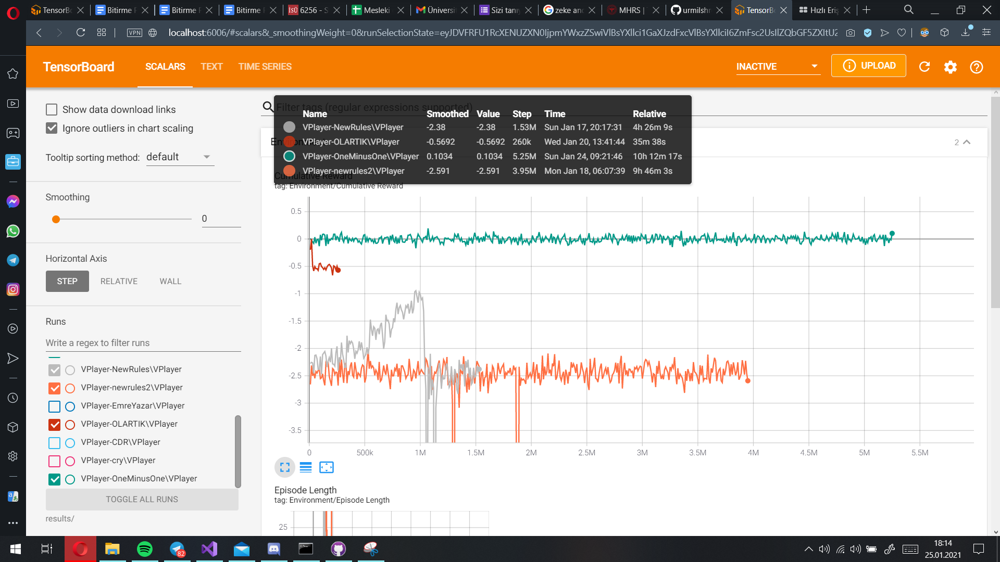 TensorBo
Bitirme P
Bitirme P
Bitirme P
İSÜ 6256 - S
Mesleki
Üniversit
Sizi tanıy
zeke and
MHRS |
urmilshr
TensorBo
Hızlı Eriş
VPN
localhost:6006/#scalars&_smoothingWeight=0&runSelectionState=
TensorBoard SCALARS TEXT TIME SERIES INACTIVE UPLOAD
Show data download links
Ignore outliers in chart scaling
Tooltip sorting method: default
Smoothing
0
Horizontal Axis
STEP RELATIVE WALL
Runs
Write a regex to filter runs
VPlayer-NewRules\VPlayer
VPlayer-newrules2\VPlayer
VPlayer-EmreYazar\VPlayer
VPlayer-OLARTIK\VPlayer
VPlayer-CDR\VPlayer
VPlayer-cry\VPlayer
VPlayer-OneMinusOne\VPlayer
TOGGLE ALL RUNS
results/
Filter tags (regular expressions supported)
Name Smoothed Value Step Time Relative
VPlayer-NewRules\VPlayer -2.38 -2.38 1.53M Sun Jan 17, 20:17:31 4h 26m 9s
VPlayer-OLARTIK\VPlayer -0.5692 -0.5692 260k Wed Jan 20, 13:41:44 35m 38s
VPlayer-OneMinusOne\VPlayer 0.1034 0.1034 5.25M Sun Jan 24, 09:21:46 10h 12m 17s
VPlayer-newrules2\VPlayer -2.591 -2.591 3.95M Mon Jan 18, 06:07:39 9h 46m 3s
2
Cumulative Reward
tag: Environment/Cumulative Reward
0.5
0
-0.5
-1
-1.5
-2
-2.5
-3
-3.5
0 500k 1M 1.5M 2M 2.5M 3M 3.5M 4M 4.5M 5M 5.5M
Episode Length
tag: Environment/Episode Length
25
82
18:14
25.01.2021